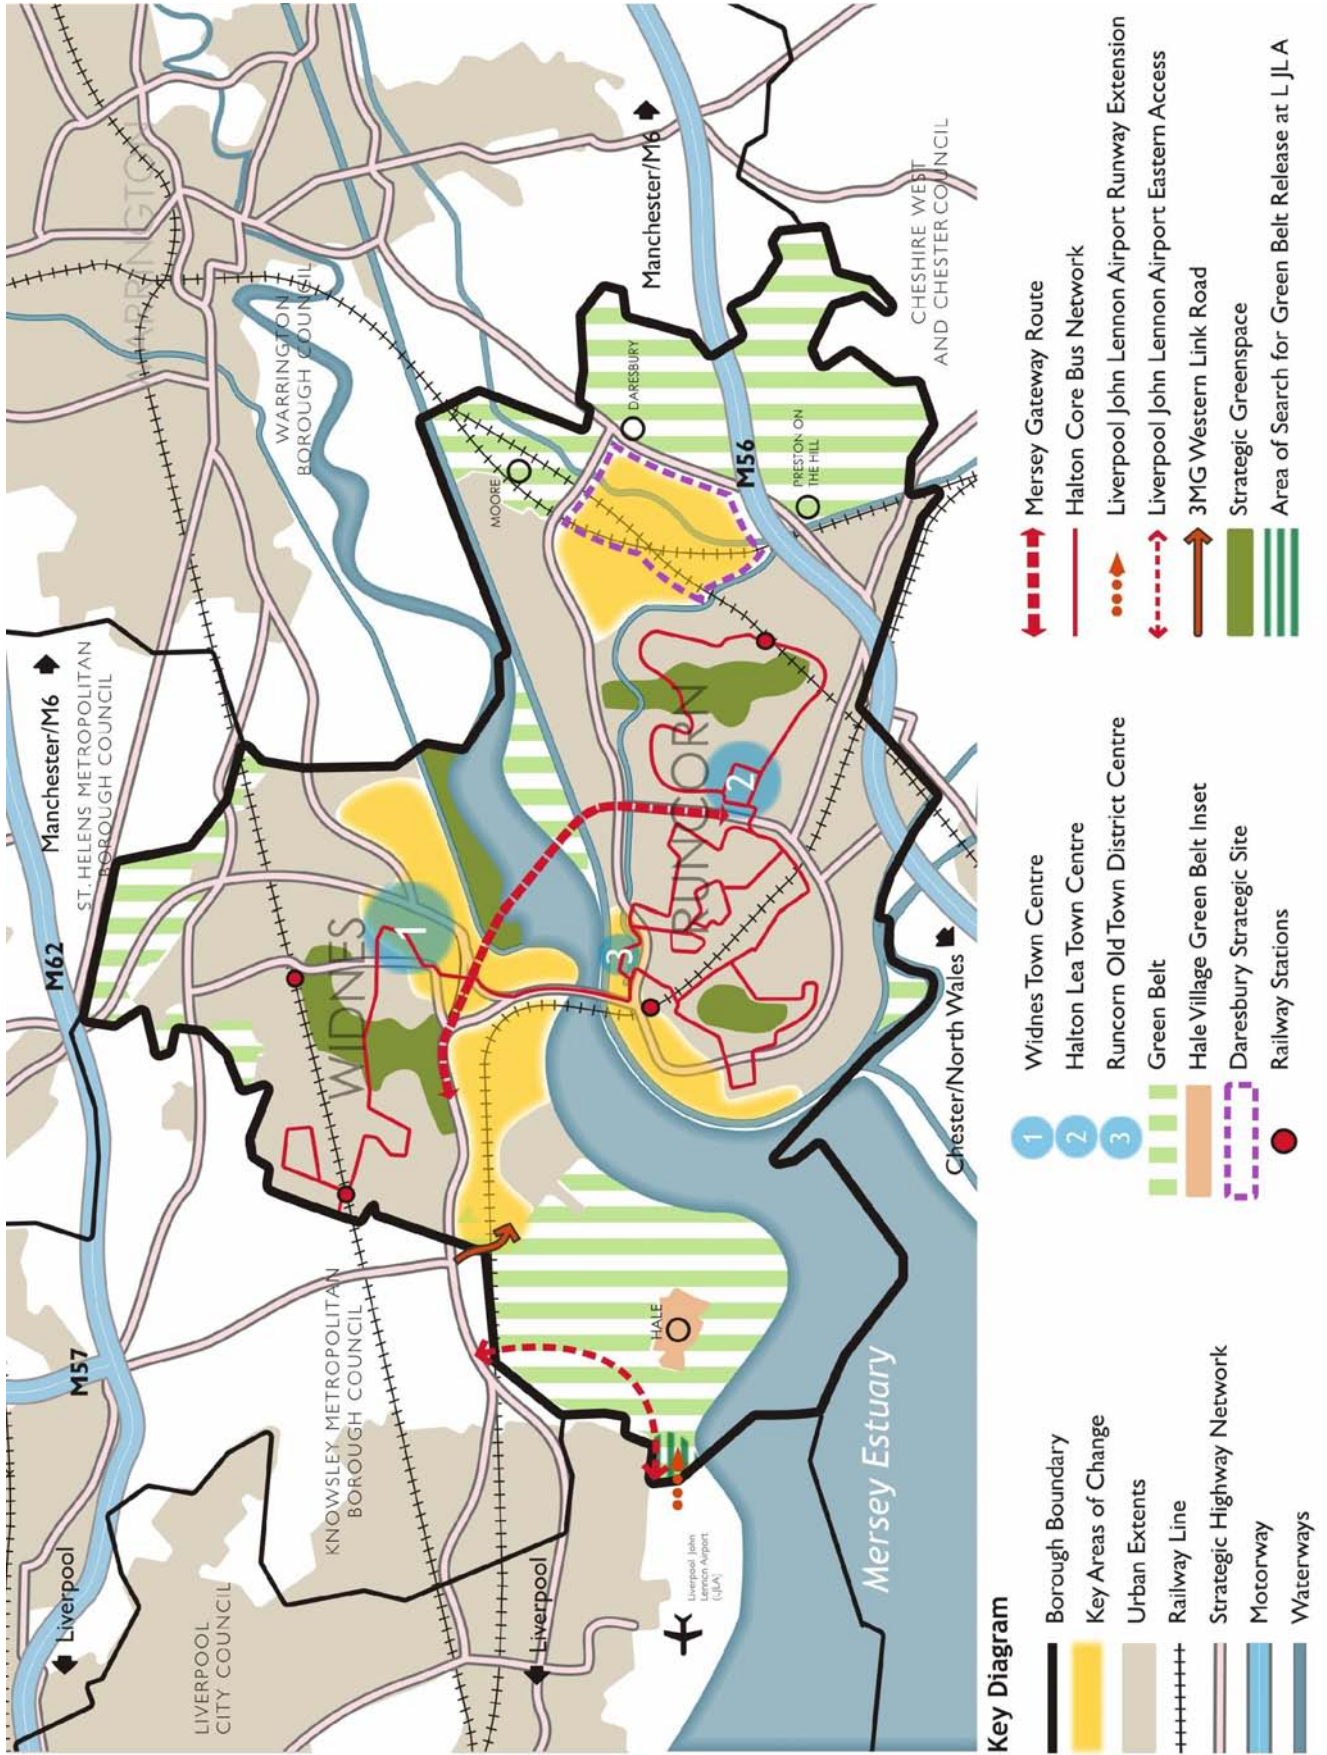 Liverpool
M57
M62
Manchester/M6
ST. HELENS METROPOLITAN
BOROUGH COUNCIL
WARRINGTON
WARRINGTON
BOROUGH COUNCIL
LIVERPOOL
CITY COUNCIL
KNOWSLEY METROPOLITAN
BOROUGH COUNCIL
WIDNES
1
Liverpool
MOORE
DARESBURY
Manchester/M6
HALE
3
RUNCORN
2
M56
PRESTON ON
THE HILL
Liverpool John
Lennon Airport
(LJLA)
Mersey Estuary
Chester/North Wales
CHESHIRE WEST
AND CHESTER COUNCIL
Key Diagram
Borough Boundary
Key Areas of Change
Urban Extents
Railway Line
Strategic Highway Network
Motorway
Waterways
1
Widnes Town Centre
2
Halton Lea Town Centre
3
Runcorn Old Town District Centre
Green Belt
Hale Village Green Belt Inset
Daresbury Strategic Site
Railway Stations
Mersey Gateway Route
Halton Core Bus Network
Liverpool John Lennon Airport Runway Extension
Liverpool John Lennon Airport Eastern Access
3MG Western Link Road
Strategic Greenspace
Area of Search for Green Belt Release at LJLA